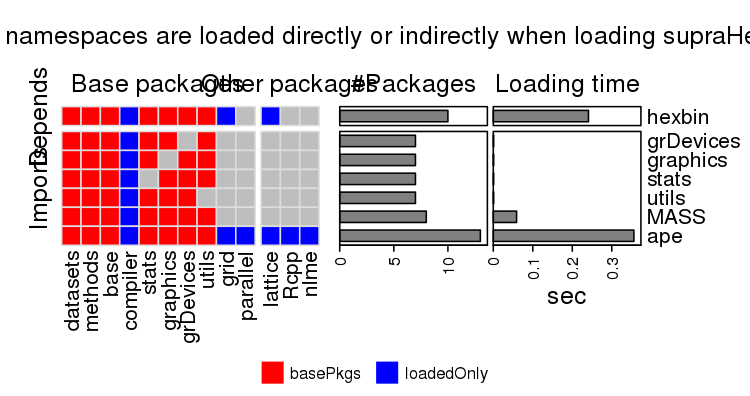 namespaces are loaded directly or indirectly when loading supraHe
Base packages
Other packages
#Packages
Loading time
Depends
Imports
hexbin
grDevices
graphics
stats
utils
MASS
ape
datasets
methods
base
compiler
stats
graphics
grDevices
utils
grid
parallel
lattice
Rcpp
nlme
0 5 10
0 0.1 0.2 0.3
sec
basePkgs loadedOnly